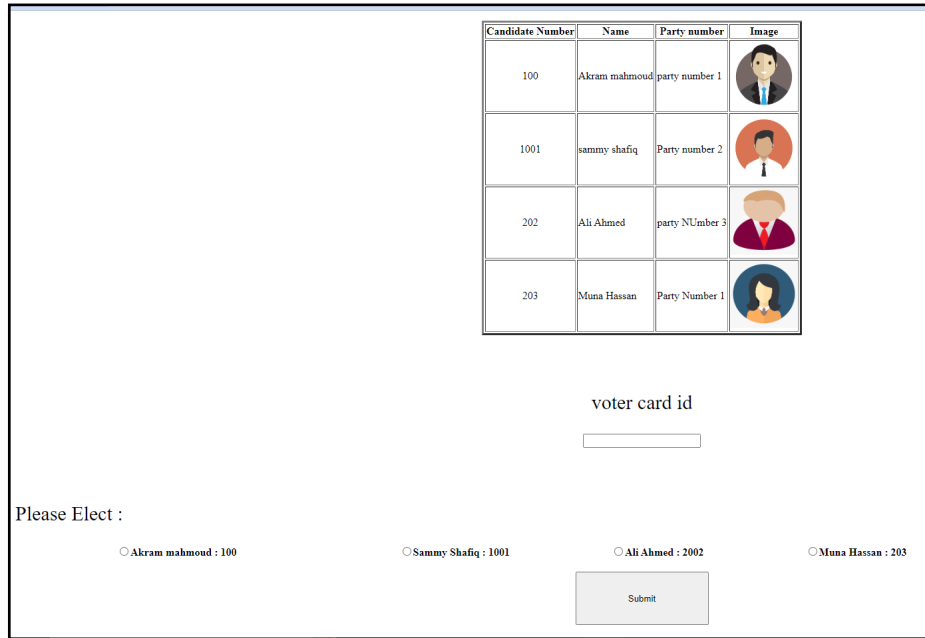 Candidate Number Name Party number Image
100 Akram mahmoud party number 1
1001 sammy shafiq Party number 2
202 Ali Ahmed party NUmber 3
203 Muna Hassan Party Number 1
voter card id
Please Elect :
Akram mahmoud : 100 Sammy Shafiq : 1001 Ali Ahmed : 2002 Muna Hassan : 203
Submit